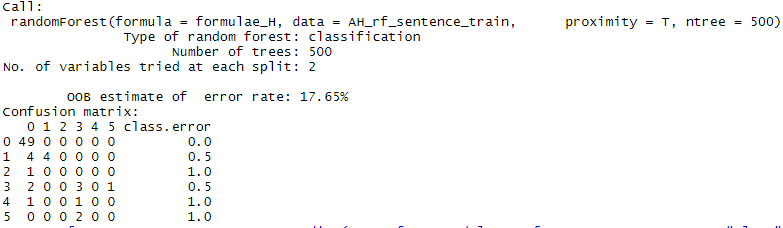 Call:
 randomForest(formula = formulae_H, data = AH_rf_sentence_train,      proximity = T, ntree = 500)
               Type of random forest: classification
                     Number of trees: 500
No. of variables tried at each split: 2

        OOB estimate of  error rate: 17.65%
Confusion matrix:
   0 1 2 3 4 5 class.error
0 49 0 0 0 0 0         0.0
1  4 4 0 0 0 0         0.5
2  1 0 0 0 0 0         1.0
3  2 0 0 3 0 1         0.5
4  1 0 0 1 0 0         1.0
5  0 0 0 2 0 0         1.0